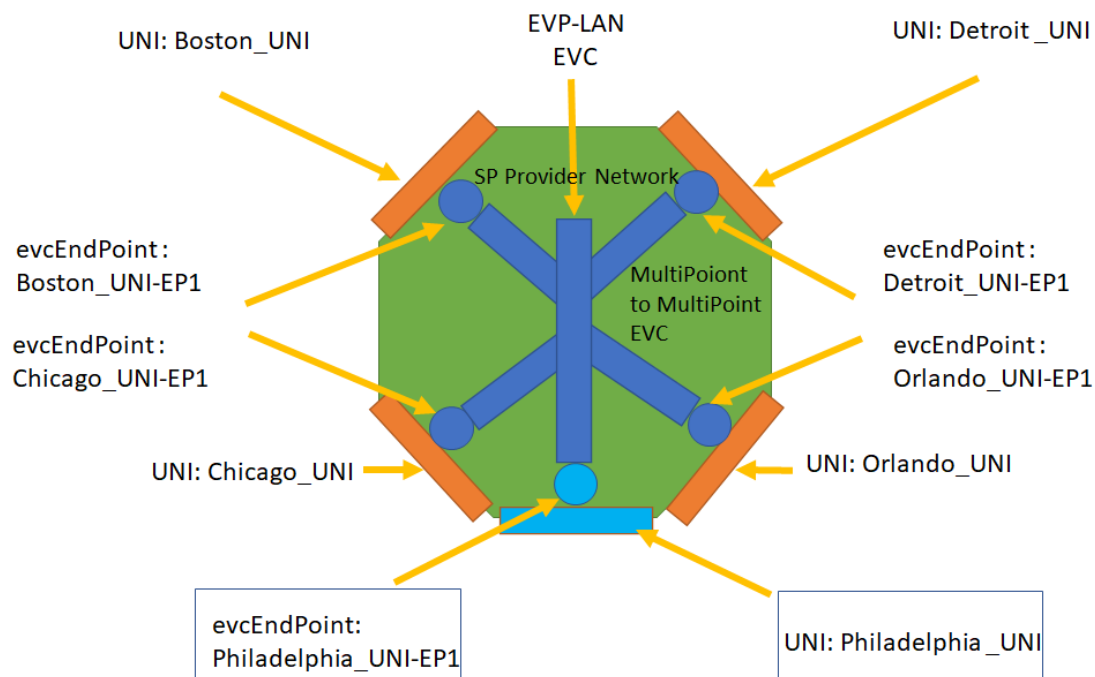 EVP-LAN
EVC
UNI: Boston_UNI
UNI: Detroit _UNI
SP Provider Network
evcEndPoint :
Boston_UNI-EP1
evcEndPoint :
Detroit_UNI-EP1
MultiPoiont
to MultiPoint
EVC
evcEndPoint :
Chicago_UNI-EP1
evcEndPoint :
Orlando_UNI-EP1
UNI: Chicago_UNI
UNI: Orlando_UNI
evcEndPoint:
Philadelphia_UNI-EP1
UNI: Philadelphia _UNI